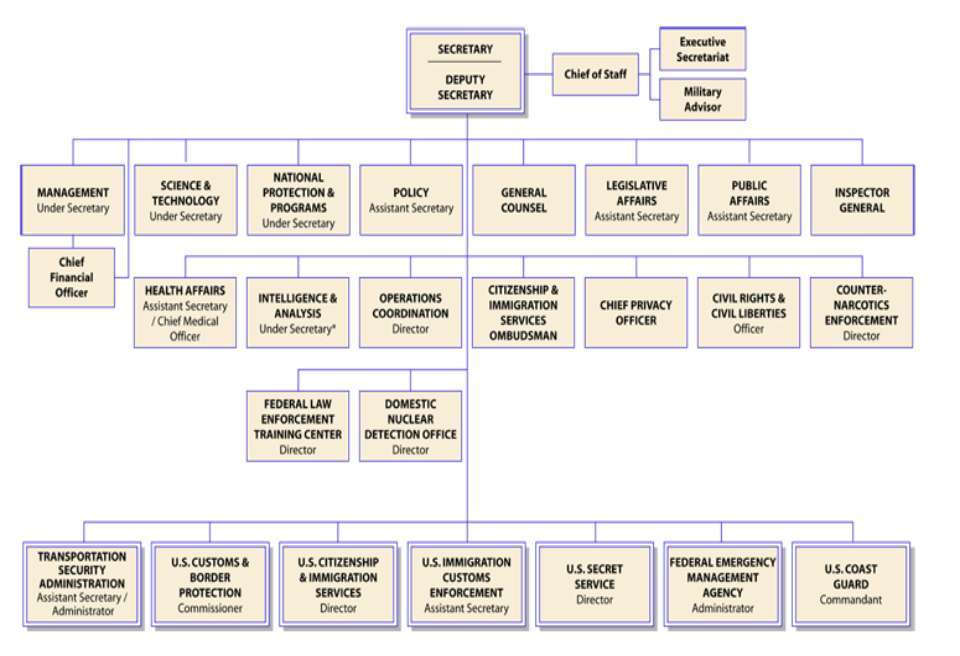 SECRETARY
DEPUTY
SECRETARY
Chief of Staff
Executive
Secretariat
Military
Advisor
MANAGEMENT
Under Secretary
SCIENCE &
TECHNOLOGY
Under Secretary
NATIONAL
PROTECTION &
PROGRAMS
Under Secretary
POLICY
Assistant Secretary
GENERAL
COUNSEL
LEGISLATIVE
AFFAIRS
Assistant Secretary
PUBLIC
AFFAIRS
Assistant Secretary
INSPECTOR
GENERAL
Chief
Financial
Officer
HEALTH AFFAIRS
Assistant Secretary
/ Chief Medical
Officer
INTELLIGENCE &
ANALYSIS
Under Secretary*
OPERATIONS
COORDINATION
Director
CITIZENSHIP &
IMMIGRATION
SERVICES
OMBUDSMAN
CHIEF PRIVACY
OFFICER
CIVIL RIGHTS &
CIVIL LIBERTIES
Officer
COUNTER-
NARCOTICS
ENFORCEMENT
Director
FEDERAL LAW
ENFORCEMENT
TRAINING CENTER
Director
DOMESTIC
NUCLEAR
DETECTION OFFICE
Director
TRANSPORTATION
SECURITY
ADMINISTRATION
Assistant Secretary /
Administrator
U.S. CUSTOMS &
BORDER
PROTECTION
Commissioner
U.S. CITIZENSHIP
& IMMIGRATION
SERVICES
Director
U.S. IMMIGRATION
CUSTOMS
ENFORCEMENT
Assistant Secretary
U.S. SECRET
SERVICE
Director
FEDERAL EMERGENCY
MANAGEMENT
AGENCY
Administrator
U.S. COAST
GUARD
Commandant